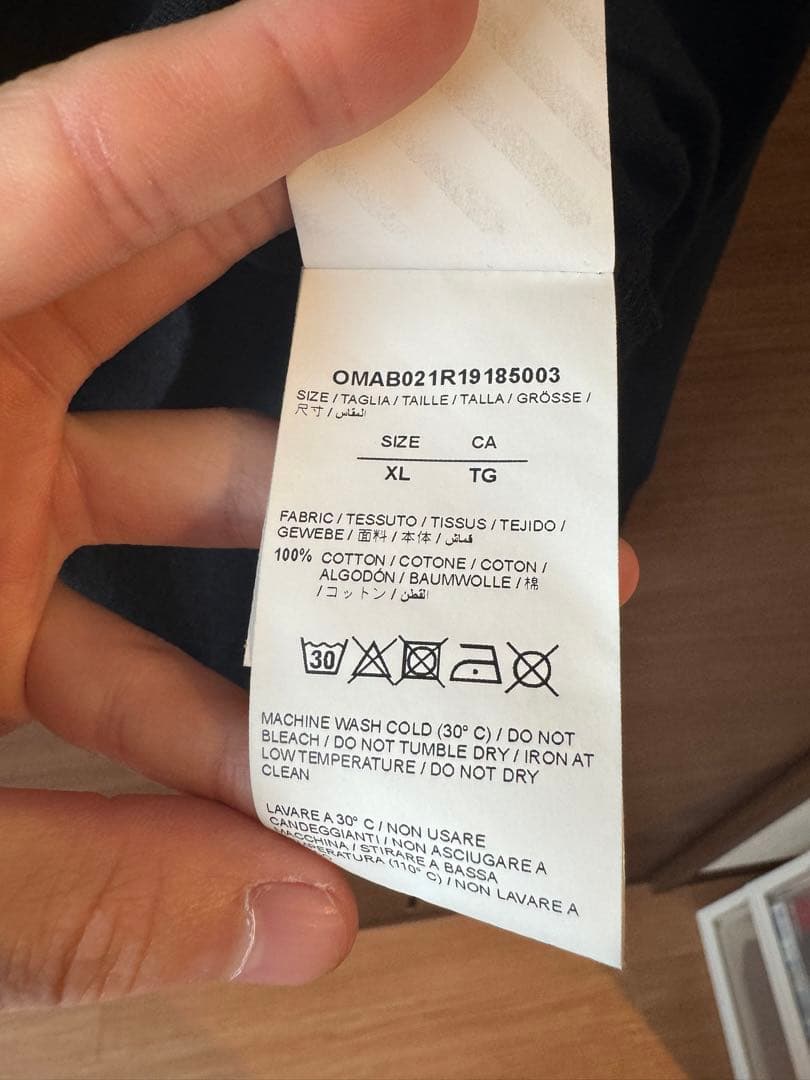 OMAB021R19185003
SIZE / TAGLIA / TAILLE / TALLA / GRÖSSE /
尺寸 / المقاس
SIZE CA
XL TG
FABRIC / TESSUTO / TISSUS / TEJIDO /
GEWEBE / 面料 / 本体 / قماش
100% COTTON / COTONE / COTON /
ALGODÓN / BAUMWOLLE / 棉
/ コットン / القطن
30
MACHINE WASH COLD (30° C) / DO NOT
BLEACH / DO NOT TUMBLE DRY / IRON AT
LOW TEMPERATURE / DO NOT DRY
CLEAN
LAVARE A 30° C / NON USARE
CANDEGGIANTI / NON ASCIUGARE A
MACCHINA / STIRARE A BASSA
(110° C) / NON LAVARE A